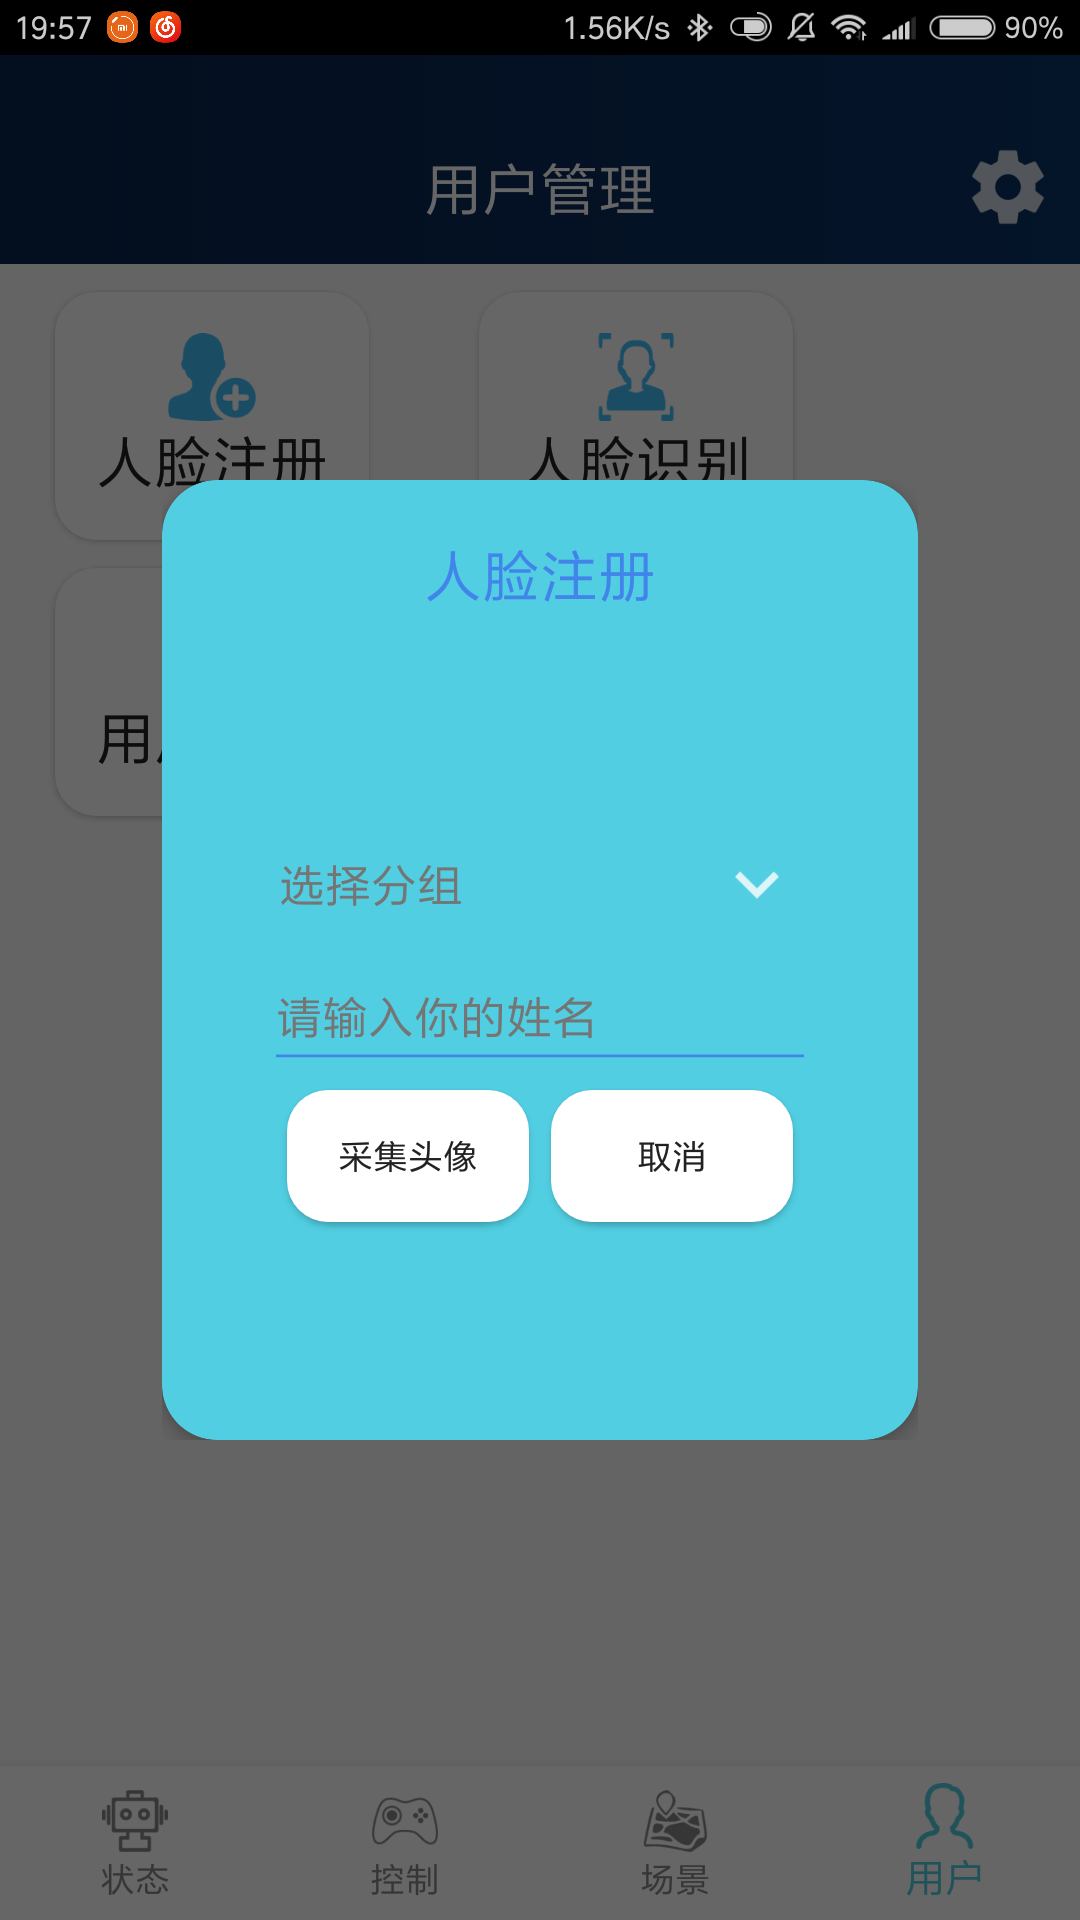 19:57 1.56K/s 90%
用户管理
人脸注册 人脸识别
用
人脸注册
选择分组
请输入你的姓名
采集头像 取消
状态 控制 场景 用户